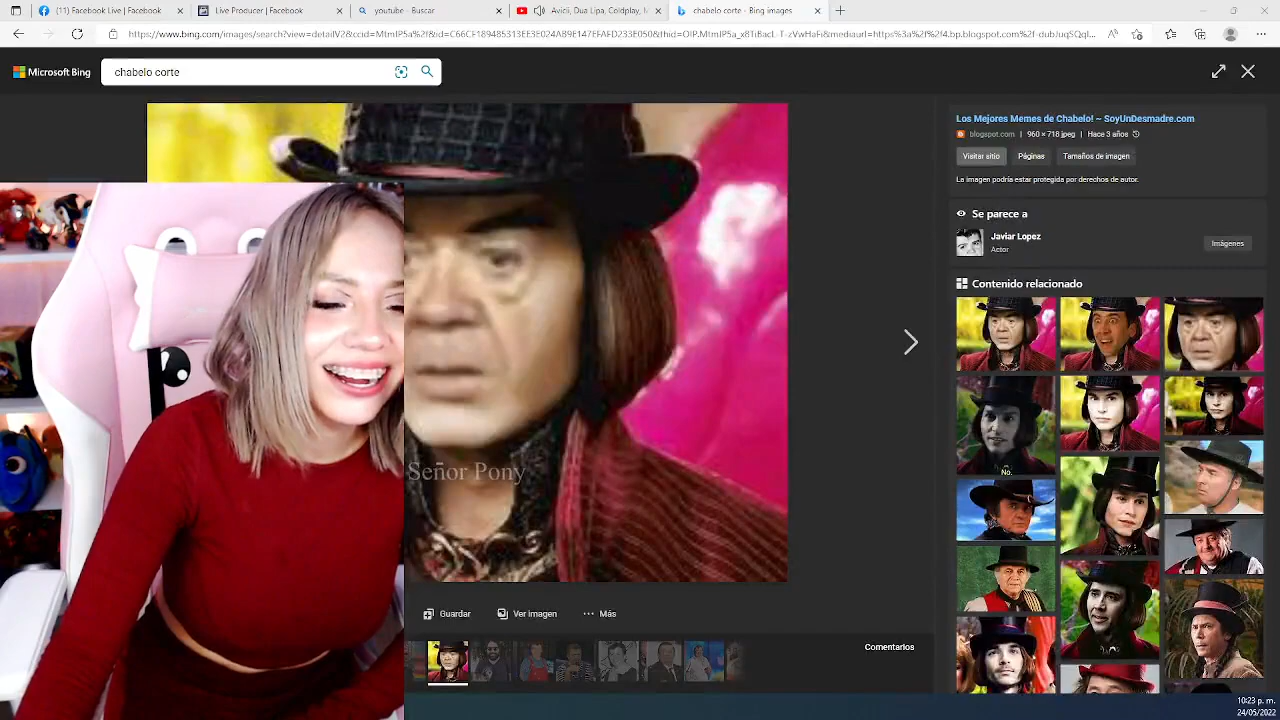 (11) Facebook Live | Facebook
Live Producer | Facebook
youtube - Buscar
Avicii, Dua Lipa, Coldplay, M
chabelo corte - Bing images
Microsoft Bing
chabelo corte
Los Mejores Memes de Chabelo! ~ SoyUnDesmadre.com
blogspot.com | 960 × 718 jpeg | Hace 3 años
Visitar sitio
Páginas
Tamaños de imagen
La imagen podría estar protegida por derechos de autor.
Se parece a
Javiar Lopez
Actor
Imágenes
Contenido relacionado
No.
Señor Pony
Guardar
Ver imagen
Más
Comentarios
10:23 p. m.
24/05/2022